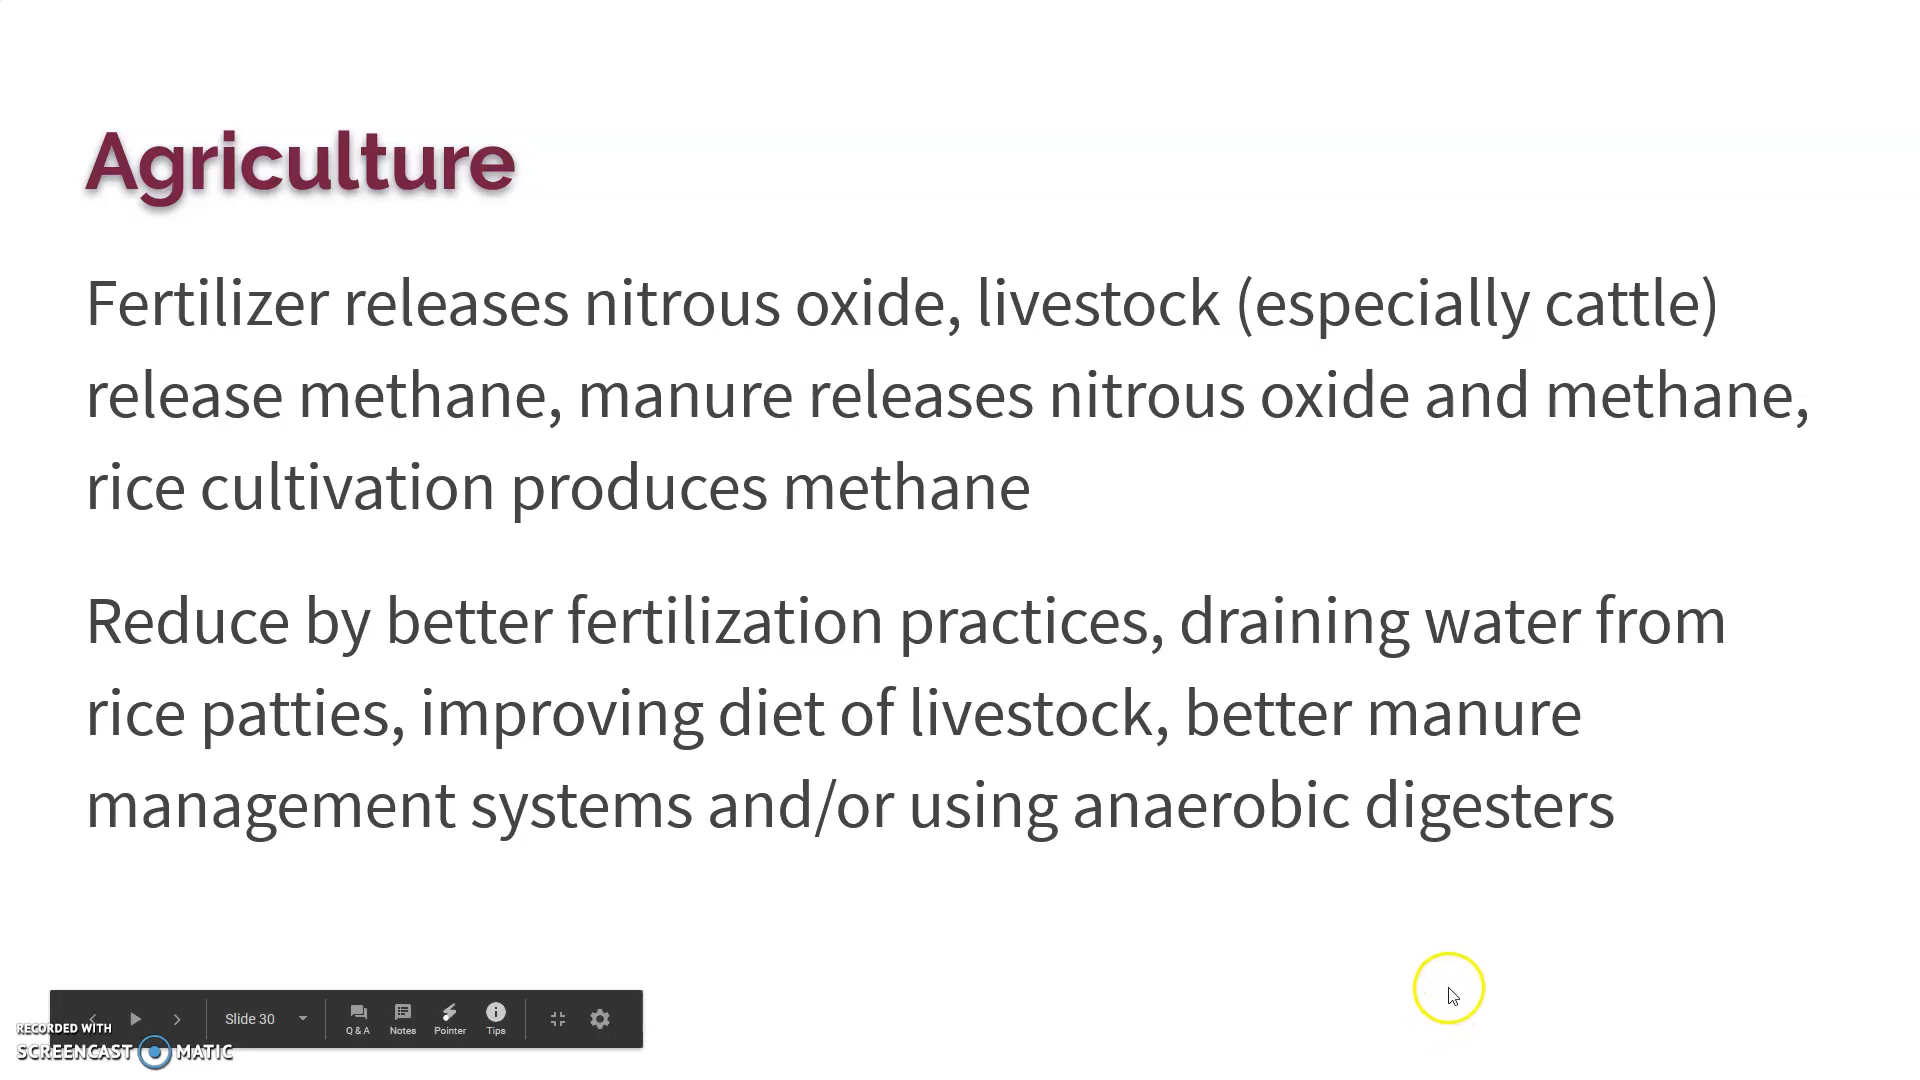 Agriculture
Fertilizer releases nitrous oxide, livestock (especially cattle)
release methane, manure releases nitrous oxide and methane,
rice cultivation produces methane
Reduce by better fertilization practices, draining water from
rice patties, improving diet of livestock, better manure
management systems and/or using anaerobic digesters
Slide 30
Q & A Notes Pointer Tips
RECORDED WITH
SCREENCAST MATIC